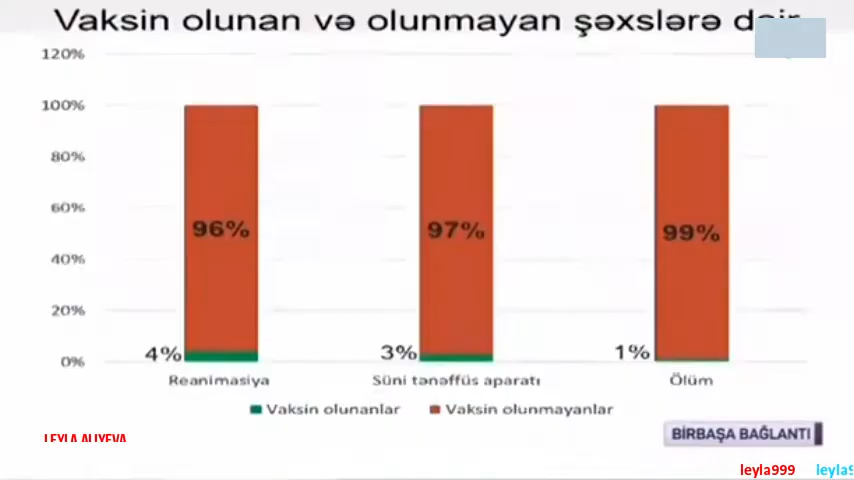 Vaksin olunan və olunmayan şəxslərə dair
120%
100%
80%
60%
40%
20%
0%
96%
97%
99%
4%
3%
1%
Reanimasiya
Süni tənəffüs aparatı
Ölüm
Vaksin olunanlar
Vaksin olunmayanlar
LEYLA ALIYEVA
BİRBAŞA BAĞLANTI
leyla999
leyla9